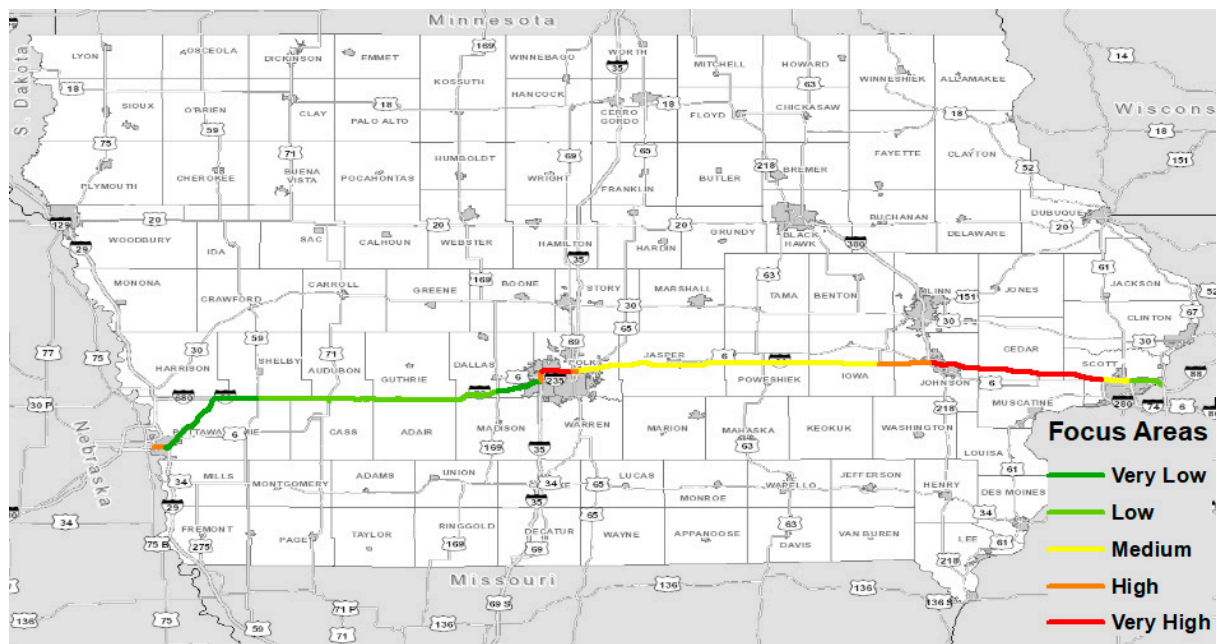 Minnesota
S. Dakota
Wiscons
Nebraska
Missouri
LYON
OSCEOLA
DICKINSON
EMMET
WINNEBAGO
WORTH
MITCHELL
HOWARD
WINNESHIEK
ALLAMAKEE
KOSSUTH
HANCOCK
SIOUX
O'BRIEN
CLAY
PALO ALTO
CERRO
GORDO
FLOYD
CHICKASAW
PLYMOUTH
CHEROKEE
BUENA
VISTA
POCAHONTAS
HUMBOLDT
WRIGHT
FRANKLIN
BUTLER
BREMER
FAYETTE
CLAYTON
WOODBURY
IDA
SAC
CALHOUN
WEBSTER
HAMILTON
HARDIN
GRUNDY
BLACK
HAWK
BUCHANAN
DELAWARE
DUBUQUE
MONONA
CRAWFORD
CARROLL
GREENE
BOONE
STORY
MARSHALL
TAMA
BENTON
LINN
JONES
JACKSON
CLINTON
HARRISON
SHELBY
AUDUBON
GUTHRIE
DALLAS
POLK
JASPER
POWESHIEK
IOWA
JOHNSON
CEDAR
SCOTT
MUSCATINE
CASS
ADAIR
MADISON
WARREN
MARION
MAHASKA
KEOKUK
WASHINGTON
LOUISA
MILLS
MONTGOMERY
ADAMS
UNION
LUCAS
MONROE
WAPELLO
JEFFERSON
HENRY
DES MOINES
FREMONT
PAGE
TAYLOR
RINGGOLD
DECATUR
WAYNE
APPANOOSE
DAVIS
VAN BUREN
LEE
169
35
63
14
18
18
18
18
18
75
59
71
69
65
218
52
151
20
20
20
20
20
129
29
380
35
61
169
63
30
151
30
67
52
77
75
30
59
71
65
6
6
30
680
235
6
88
30 P
6
280
74
6
169
218
63
61
34
29
35
34
65
34
34
75 B
275
169
69
65
63
218
61
136
75
59
71 P
71
69 S
136
136
136 S
Focus Areas
Very Low
Low
Medium
High
Very High